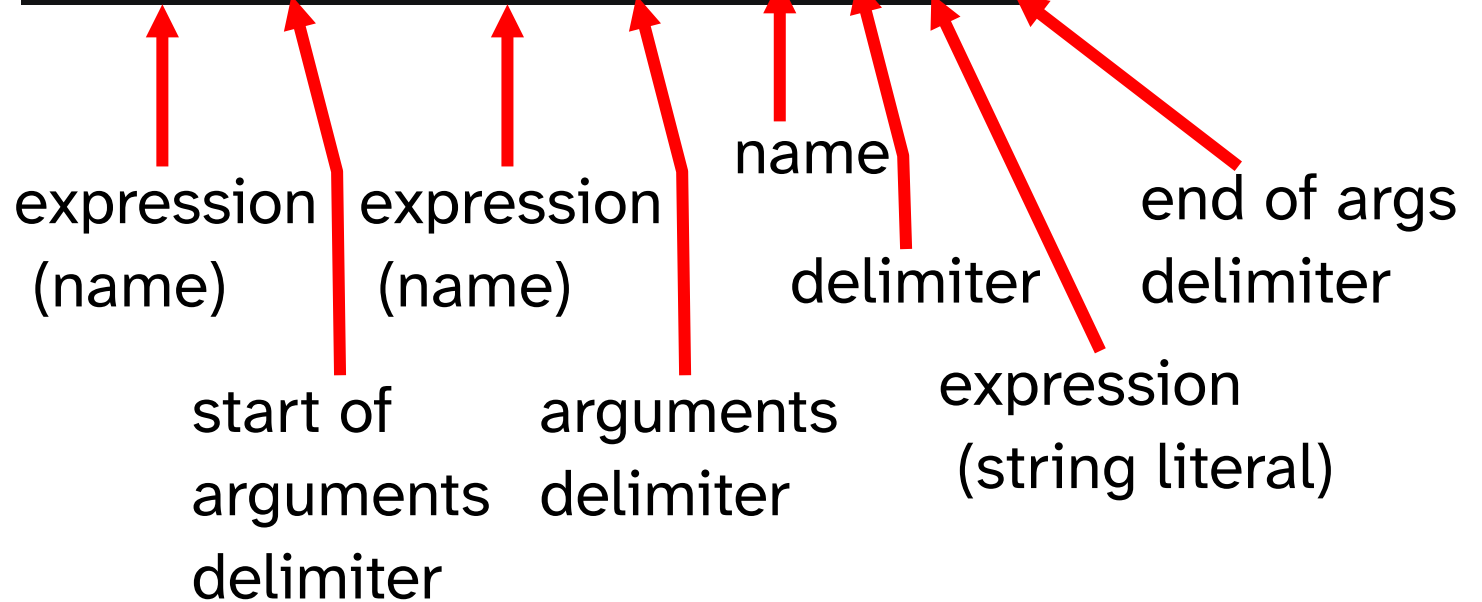 expression
(name)
start of
arguments
delimiter
expression
(name)
arguments
delimiter
name
delimiter
expression
(string literal)
end of args
delimiter